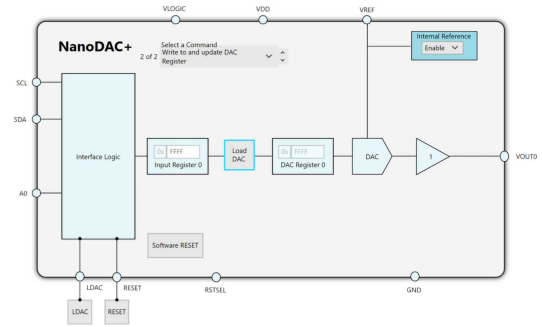 VLOGIC
VDD
VREF
NanoDAC+
2 of 2
Select a Command
Write to and update DAC
Register
Internal Reference
Enable
SCL
SDA
A0
Interface Logic
0x FFFF
Input Register 0
Load
DAC
0x FFFF
DAC Register 0
DAC
1
VOUT0
Software RESET
LDAC
RESET
RSTSEL
GND
LDAC
RESET